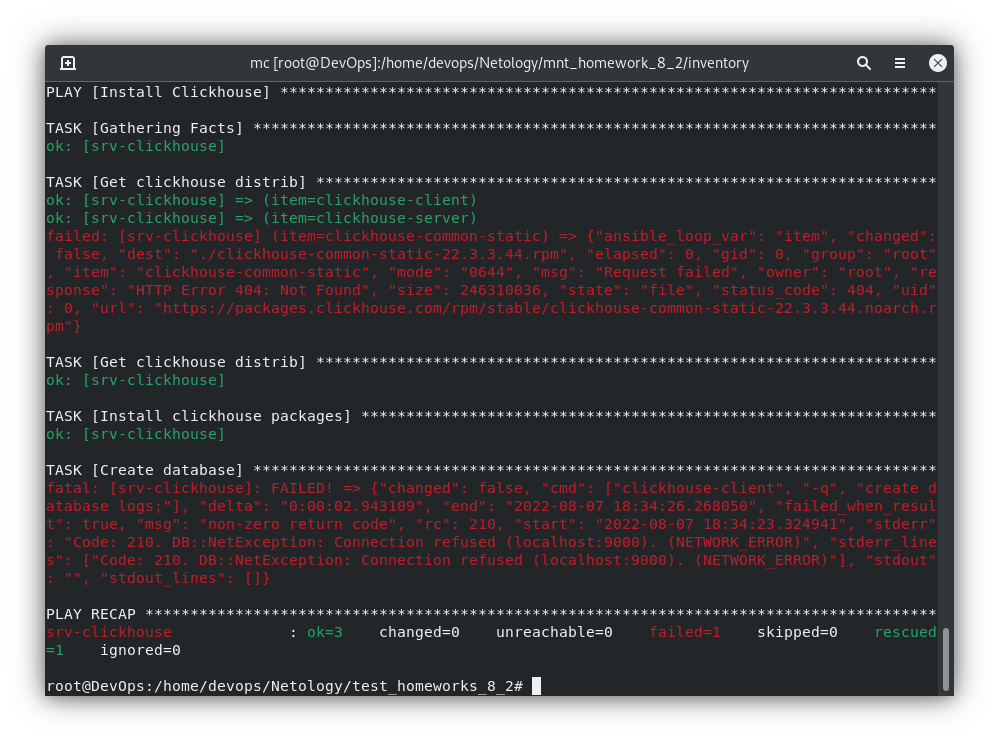 mc [root@DevOps]:/home/devops/Netology/mnt_homework_8_2/inventory
PLAY [Install Clickhouse] *************************************************************************
TASK [Gathering Facts] ****************************************************************************
ok: [srv-clickhouse]
TASK [Get clickhouse distrib] *********************************************************************
ok: [srv-clickhouse] => (item=clickhouse-client)
ok: [srv-clickhouse] => (item=clickhouse-server)
failed: [srv-clickhouse] (item=clickhouse-common-static) => {"ansible_loop_var": "item", "changed":
 false, "dest": "./clickhouse-common-static-22.3.3.44.rpm", "elapsed": 0, "gid": 0, "group": "root"
, "item": "clickhouse-common-static", "mode": "0644", "msg": "Request failed", "owner": "root", "re
sponse": "HTTP Error 404: Not Found", "size": 246310036, "state": "file", "status_code": 404, "uid"
: 0, "url": "https://packages.clickhouse.com/rpm/stable/clickhouse-common-static-22.3.3.44.noarch.r
pm"}
TASK [Get clickhouse distrib] *********************************************************************
ok: [srv-clickhouse]
TASK [Install clickhouse packages] ****************************************************************
ok: [srv-clickhouse]
TASK [Create database] ****************************************************************************
fatal: [srv-clickhouse]: FAILED! => {"changed": false, "cmd": ["clickhouse-client", "-q", "create d
atabase logs;"], "delta": "0:00:02.943109", "end": "2022-08-07 18:34:26.268050", "failed_when_resul
t": true, "msg": "non-zero return code", "rc": 210, "start": "2022-08-07 18:34:23.324941", "stderr"
: "Code: 210. DB::NetException: Connection refused (localhost:9000). (NETWORK_ERROR)", "stderr_line
s": ["Code: 210. DB::NetException: Connection refused (localhost:9000). (NETWORK_ERROR)"], "stdout"
: "", "stdout_lines": []}
PLAY RECAP ****************************************************************************************
srv-clickhouse             : ok=3    changed=0    unreachable=0    failed=1    skipped=0    rescued
=1    ignored=0
root@DevOps:/home/devops/Netology/test_homeworks_8_2#